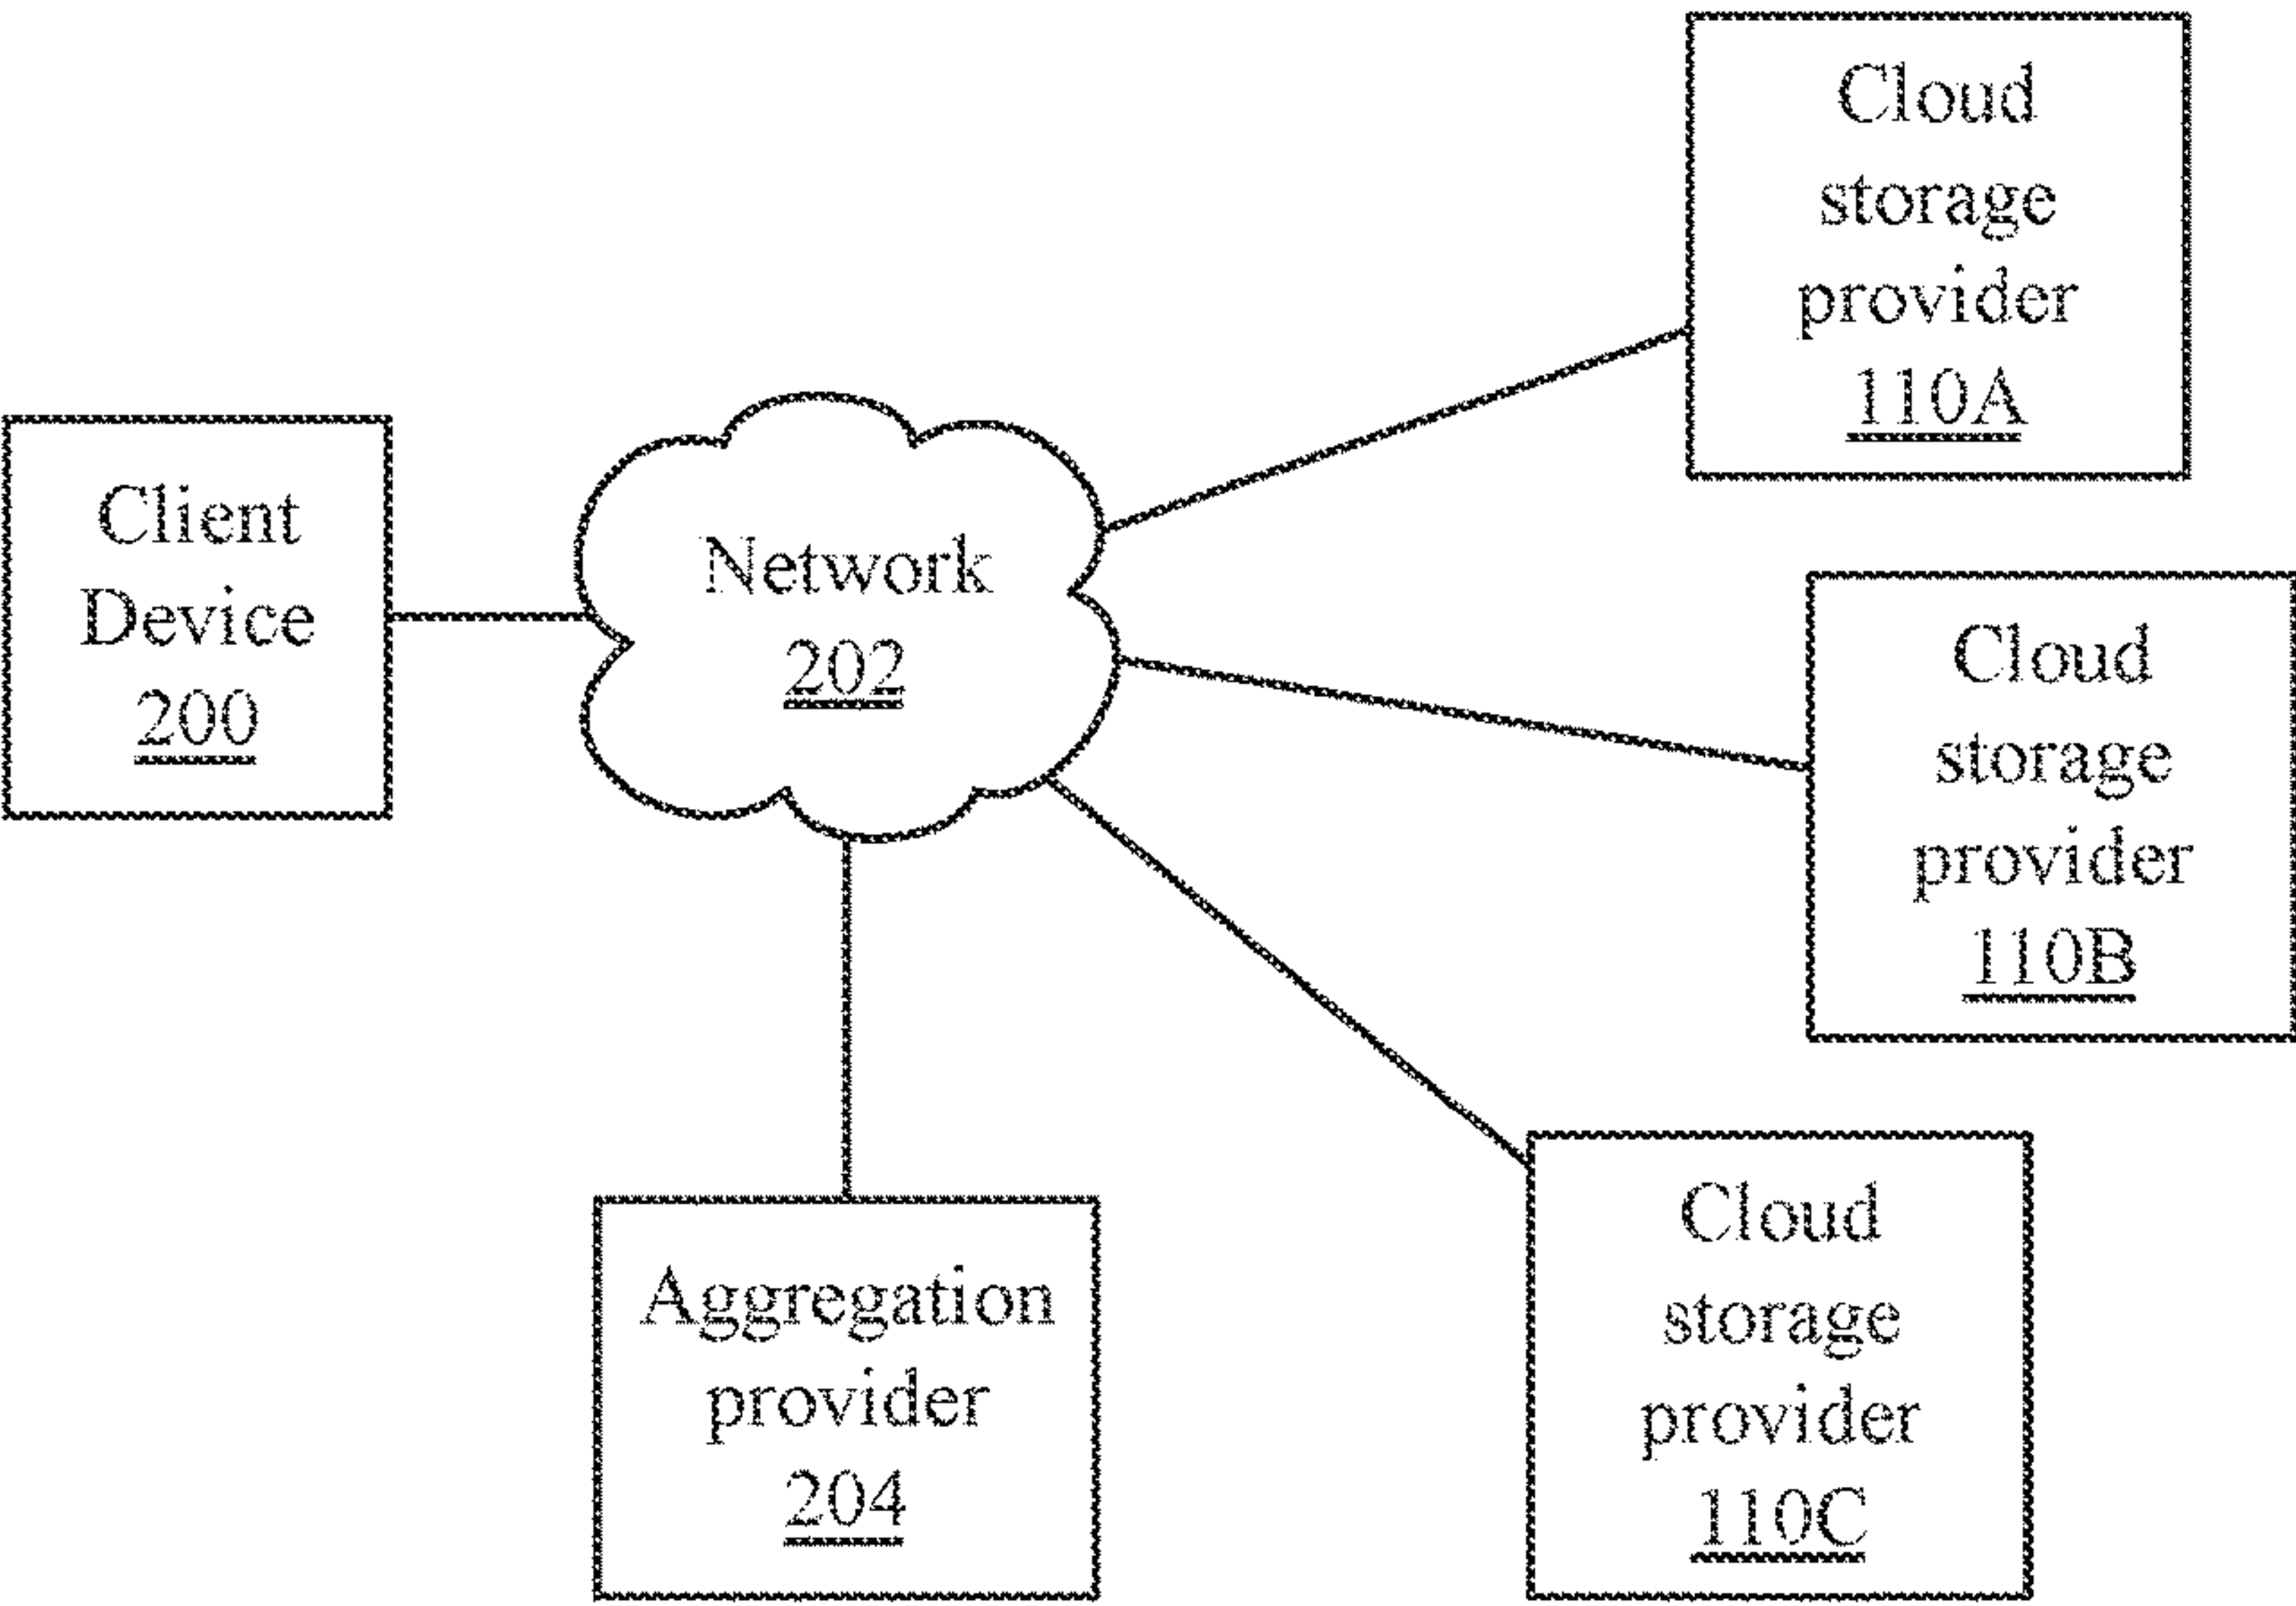 Cloud
storage
provider
110A
Client
Device
200
Network
202
Cloud
storage
provider
110B
Aggregation
provider
204
Cloud
storage
provider
110C